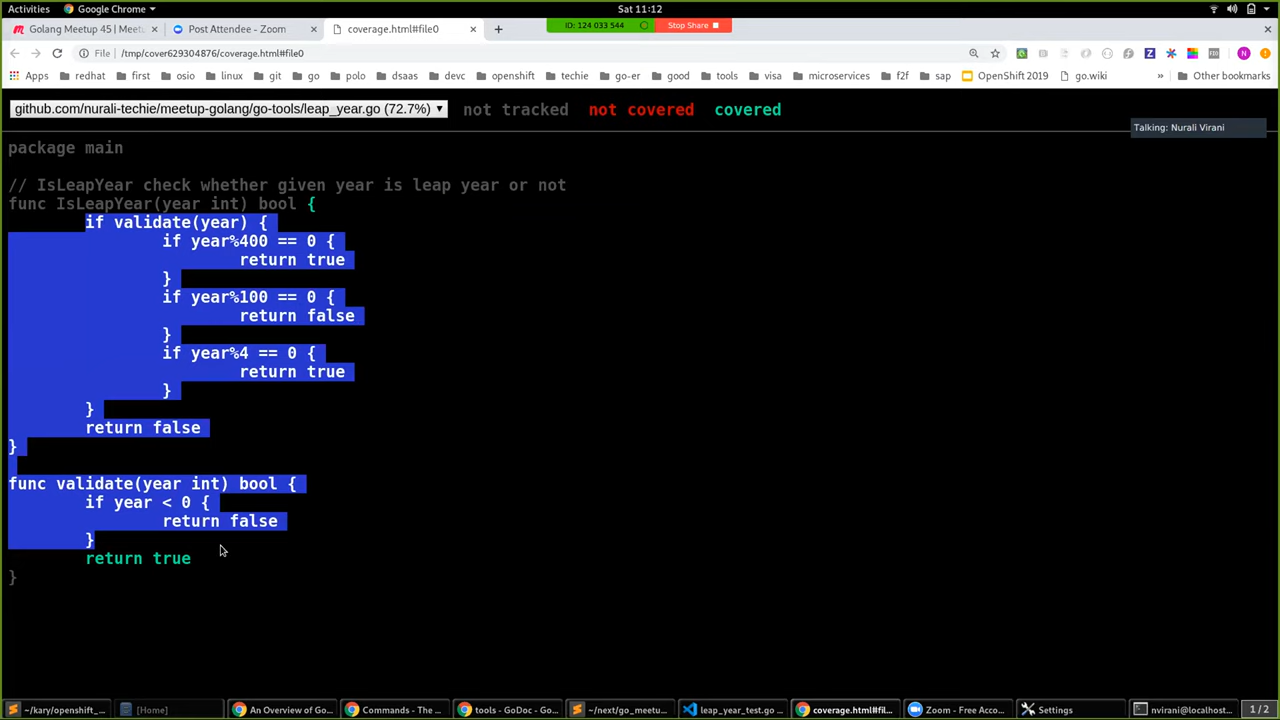 Activities
Google Chrome
Sat 11:12
Golang Meetup 45 | Meetu
Post Attendee - Zoom
coverage.html#file0
ID: 124 033 544
Stop Share
File | /tmp/cover629304876/coverage.html#file0
Apps redhat first osio linux git go polo dsaas devc openshift techie go-er good tools visa microservices f2f sap OpenShift 2019 go.wiki » Other bookmarks
github.com/nurali-techie/meetup-golang/go-tools/leap_year.go (72.7%)
not tracked not covered covered
Talking: Nurali Virani
package main
// IsLeapYear check whether given year is leap year or not
func IsLeapYear(year int) bool {
if validate(year) {
if year%400 == 0 {
return true
}
if year%100 == 0 {
return false
}
if year%4 == 0 {
return true
}
}
return false
}
func validate(year int) bool {
if year < 0 {
return false
}
return true
}
~/kary/openshift_...
[Home]
An Overview of Go...
Commands - The ...
tools - GoDoc - Go...
~/next/go_meetu...
leap_year_test.go ...
coverage.html#fil...
Zoom - Free Acco...
Settings
nvirani@localhost...
1 / 2